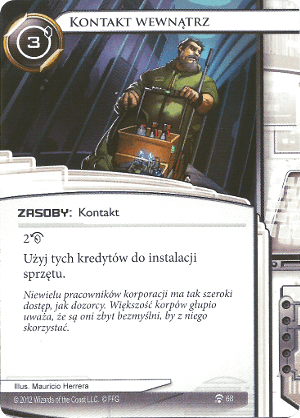 KONTAKT WEWNĄTRZ
3
ZASOBY: Kontakt
2
Użyj tych kredytów do instalacji
sprzętu.
Niewielu pracowników korporacji ma tak szeroki
dostęp, jak dozorcy. Większość korpów głupio
uważa, że są oni zbyt bezmyślni, by z niego
skorzystać.
Illus. Mauricio Herrera
© 2012 Wizards of the Coast LLC. © FFG
68